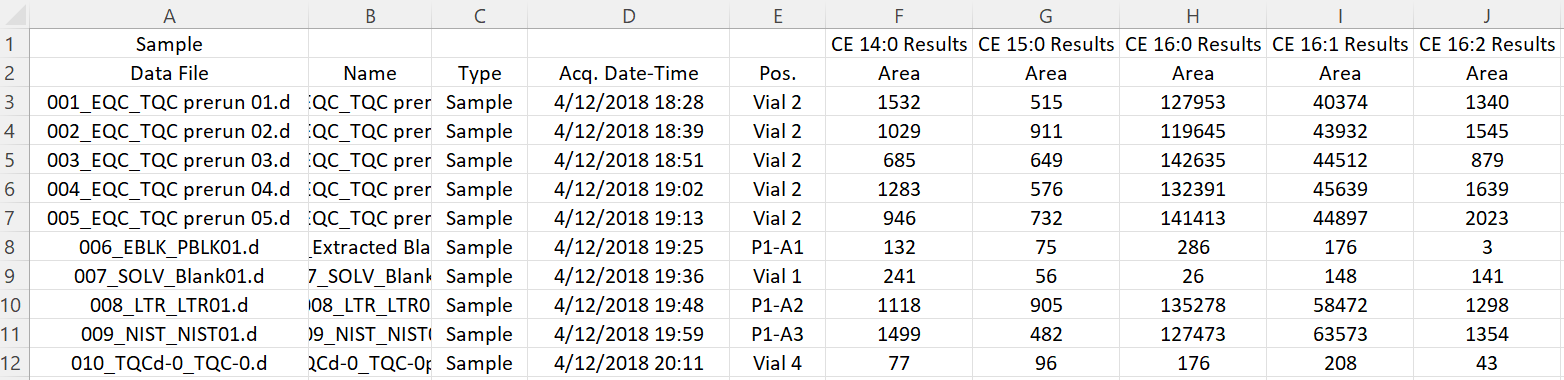 A B C D E F G H I J
1 Sample CE 14:0 Results CE 15:0 Results CE 16:0 Results CE 16:1 Results CE 16:2 Results
2 Data File Name Type Acq. Date-Time Pos. Area Area Area Area Area
3 001_EQC_TQC prerun 01.d EQC_TQC prer Sample 4/12/2018 18:28 Vial 2 1532 515 127953 40374 1340
4 002_EQC_TQC prerun 02.d EQC_TQC prer Sample 4/12/2018 18:39 Vial 2 1029 911 119645 43932 1545
5 003_EQC_TQC prerun 03.d EQC_TQC prer Sample 4/12/2018 18:51 Vial 2 685 649 142635 44512 879
6 004_EQC_TQC prerun 04.d EQC_TQC prer Sample 4/12/2018 19:02 Vial 2 1283 576 132391 45639 1639
7 005_EQC_TQC prerun 05.d EQC_TQC prer Sample 4/12/2018 19:13 Vial 2 946 732 141413 44897 2023
8 006_EBLK_PBLK01.d _Extracted Bla Sample 4/12/2018 19:25 P1-A1 132 75 286 176 3
9 007_SOLV_Blank01.d 7_SOLV_Blank Sample 4/12/2018 19:36 Vial 1 241 56 26 148 141
10 008_LTR_LTR01.d 08_LTR_LTR0 Sample 4/12/2018 19:48 P1-A2 1118 905 135278 58472 1298
11 009_NIST_NIST01.d 09_NIST_NIST0 Sample 4/12/2018 19:59 P1-A3 1499 482 127473 63573 1354
12 010_TQCd-0_TQC-0.d QCd-0_TQC-0p Sample 4/12/2018 20:11 Vial 4 77 96 176 208 43